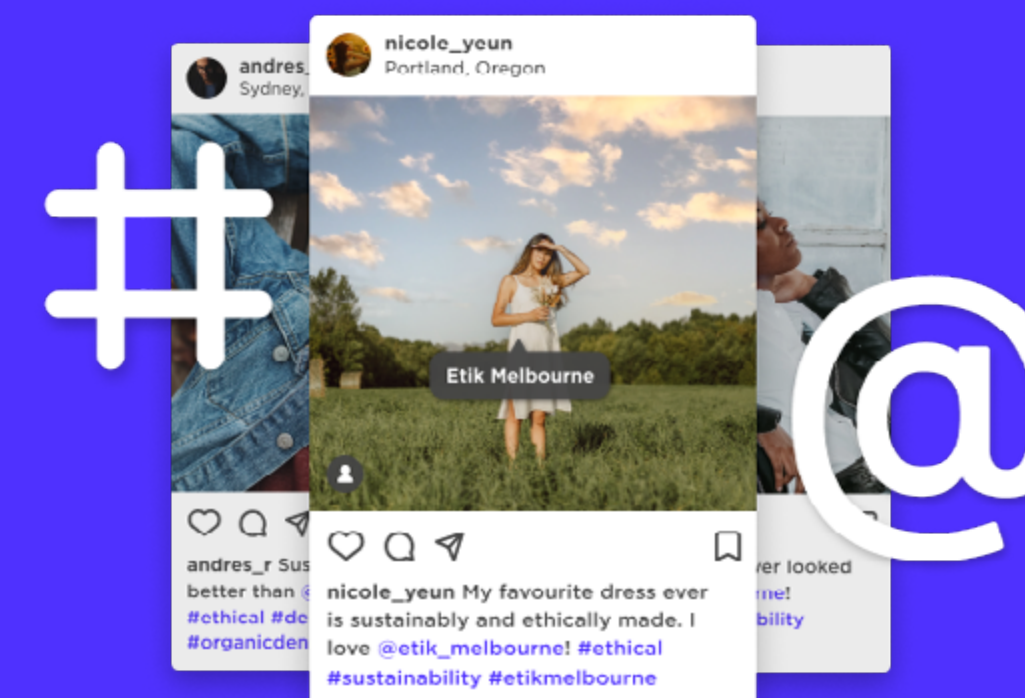 nicole_yeun
Portland, Oregon
andres_
Sydney,
#
Etik Melbourne
@
andres_r Sus
better than @
#ethical #de
#organicden
nicole_yeun My favourite dress ever
is sustainably and ethically made. I
love @etik_melbourne! #ethical
#sustainability #etikmelbourne
ver looked
rne!
bility